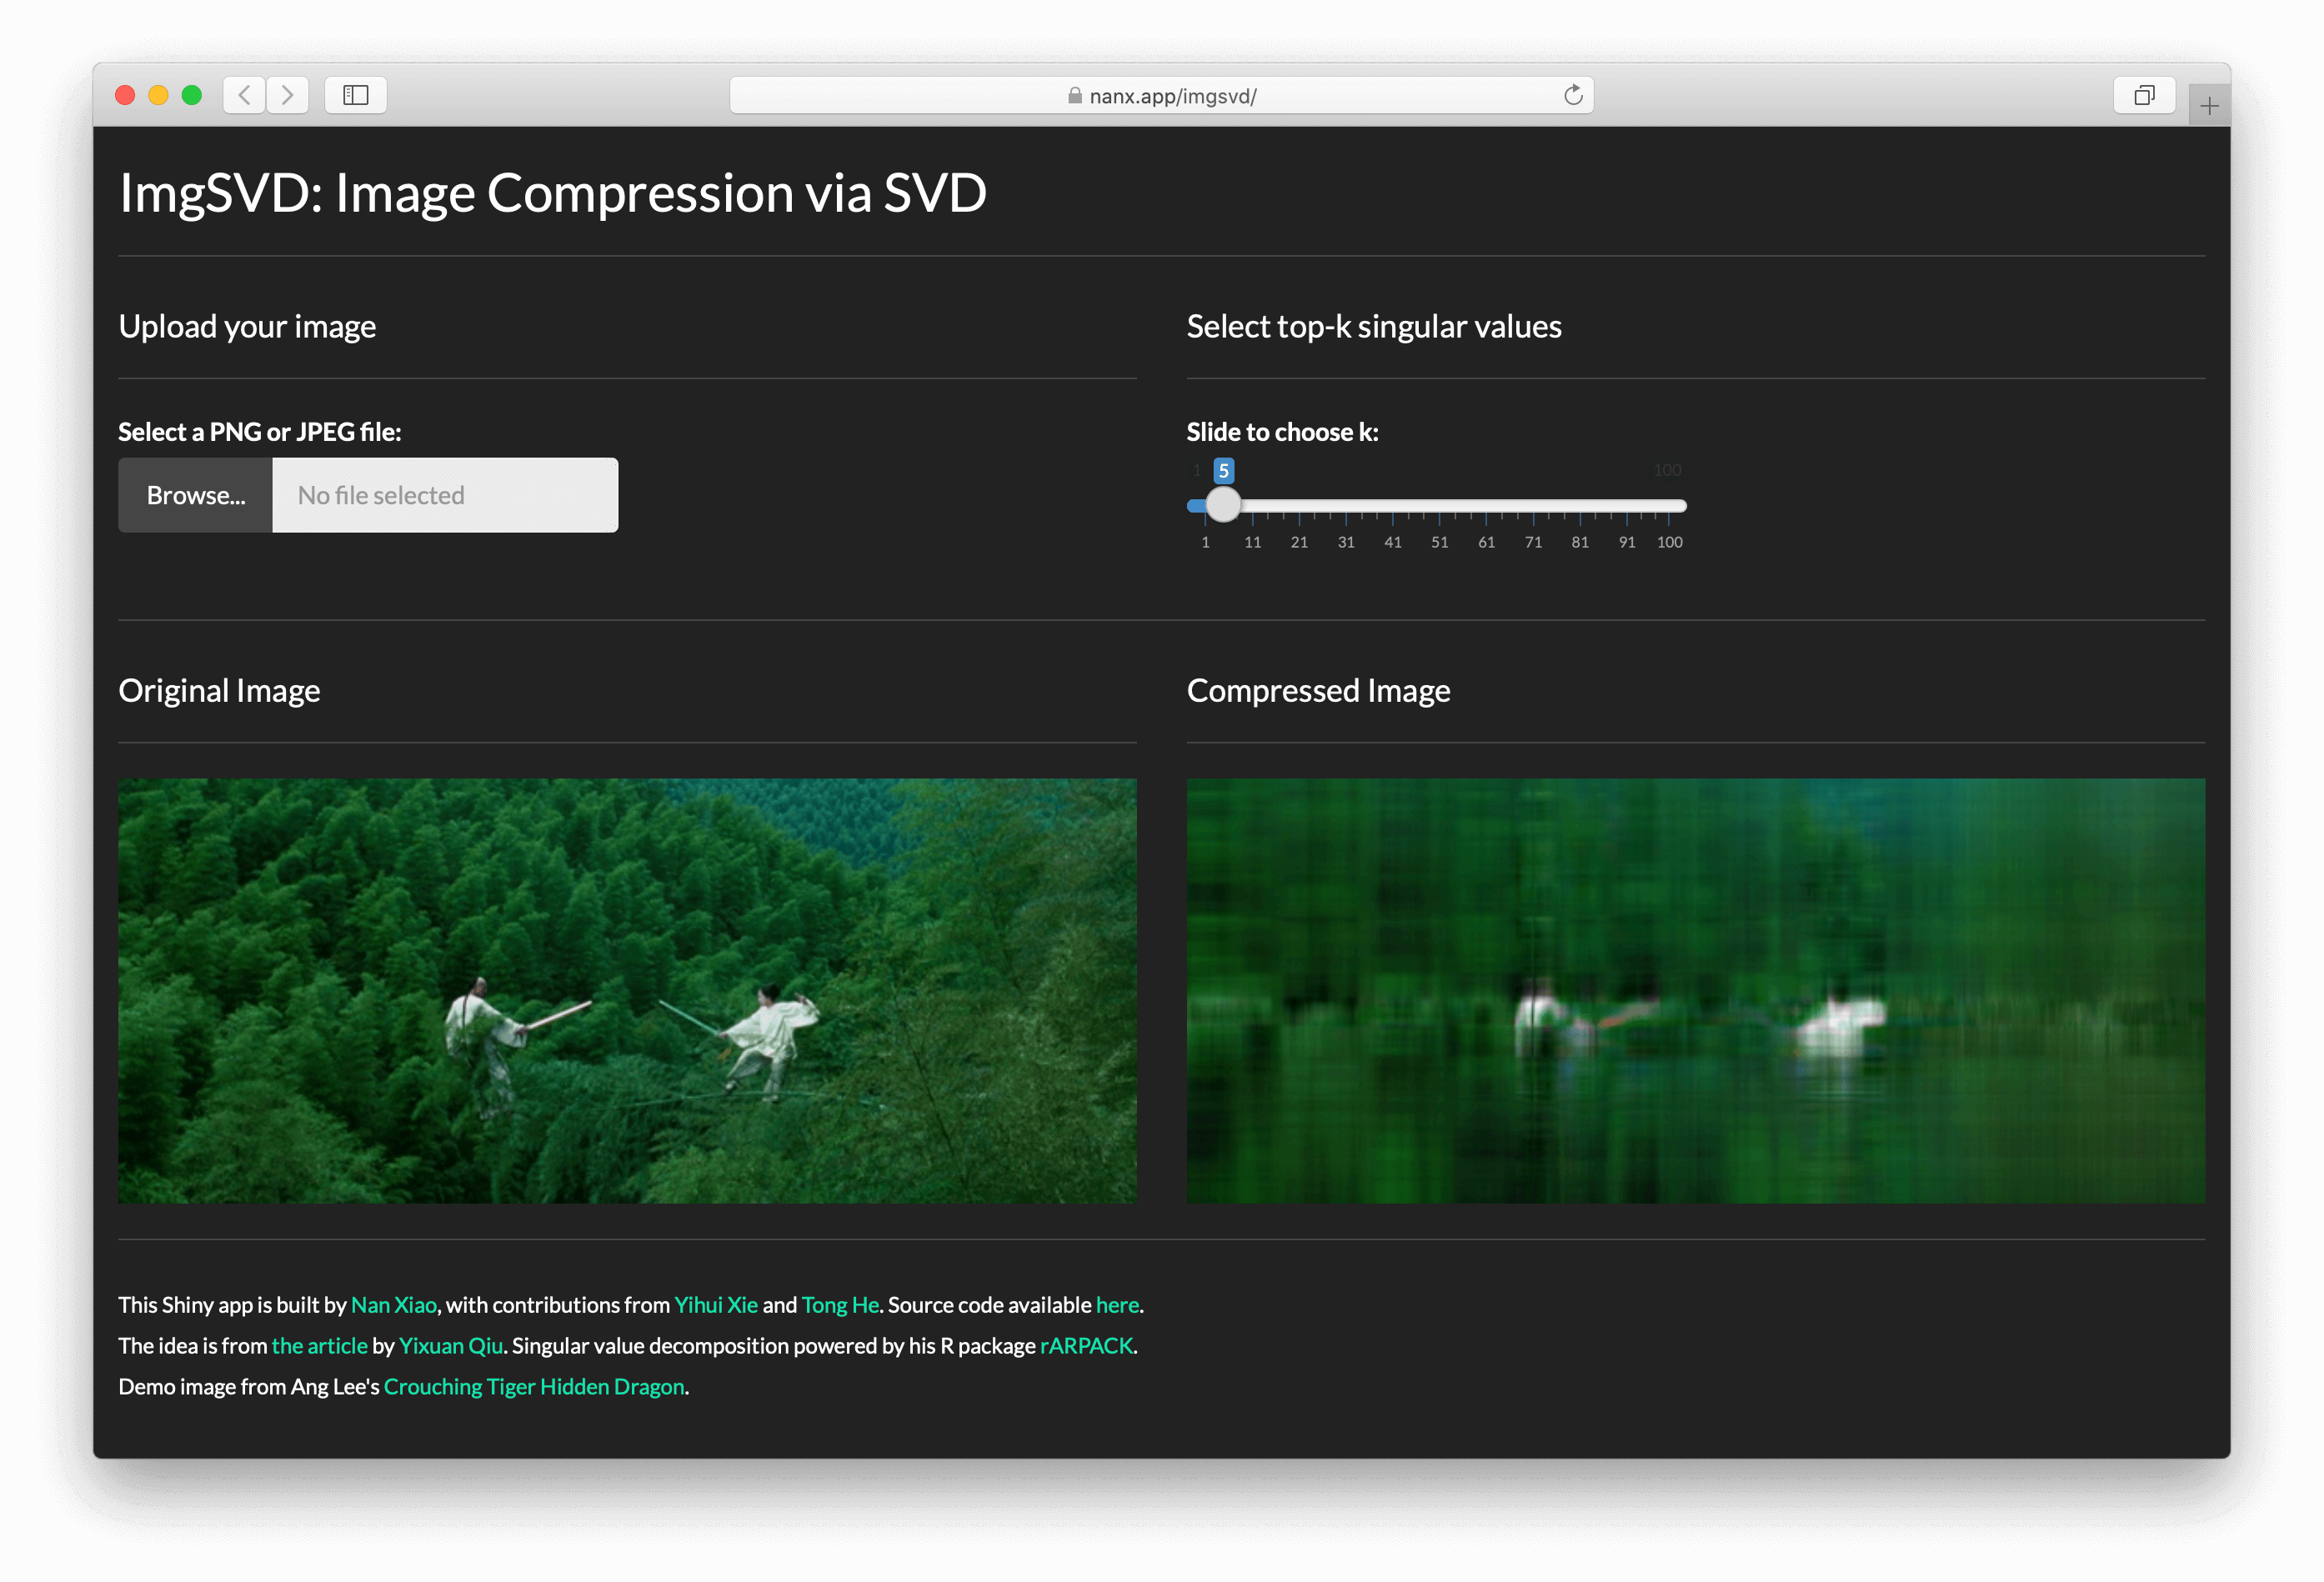 nanx.app/imgsvd/
ImgSVD: Image Compression via SVD
Upload your image
Select top-k singular values
Select a PNG or JPEG file:
Browse... No file selected
Slide to choose k:
1 5 100
1 11 21 31 41 51 61 71 81 91 100
Original Image
Compressed Image
This Shiny app is built by Nan Xiao, with contributions from Yihui Xie and Tong He. Source code available here.
The idea is from the article by Yixuan Qiu. Singular value decomposition powered by his R package rARPACK.
Demo image from Ang Lee's Crouching Tiger Hidden Dragon.